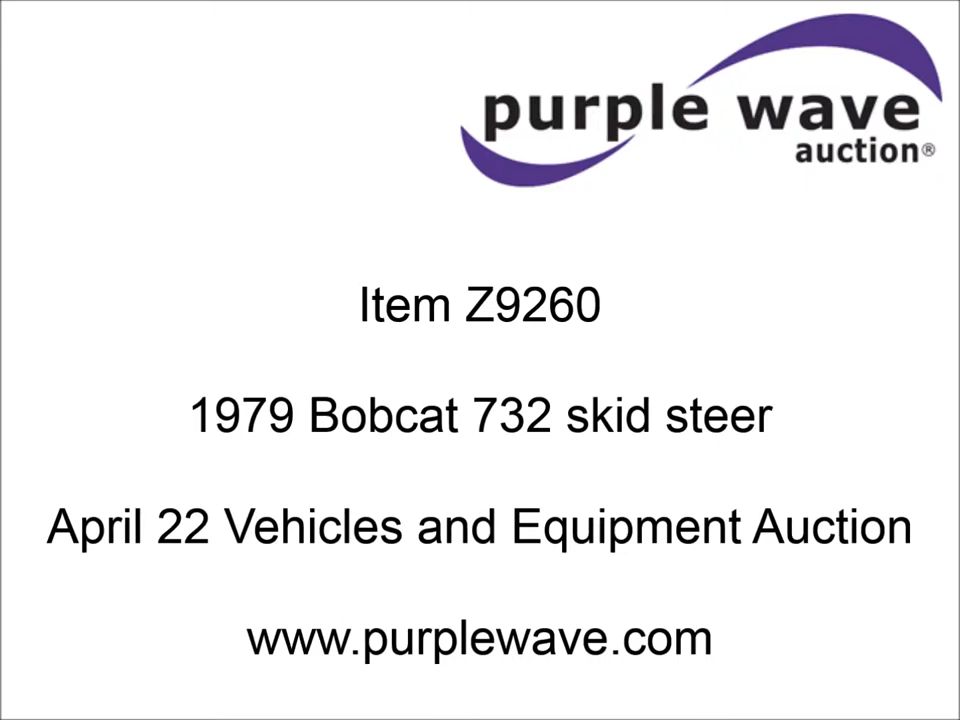 purple wave
auction®
Item Z9260
1979 Bobcat 732 skid steer
April 22 Vehicles and Equipment Auction
www.purplewave.com